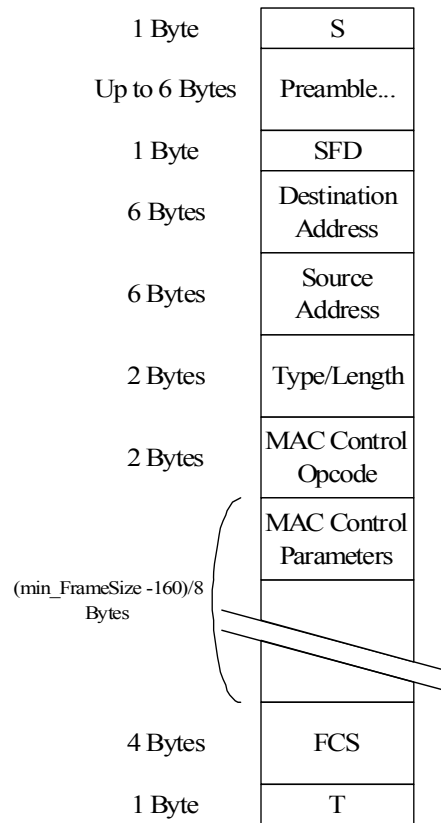 1 Byte S
Up to 6 Bytes Preamble...
1 Byte SFD
6 Bytes Destination
Address
6 Bytes Source
Address
2 Bytes Type/Length
2 Bytes MAC Control
Opcode
MAC Control
Parameters
(min_FrameSize -160)/8
Bytes
4 Bytes FCS
1 Byte T